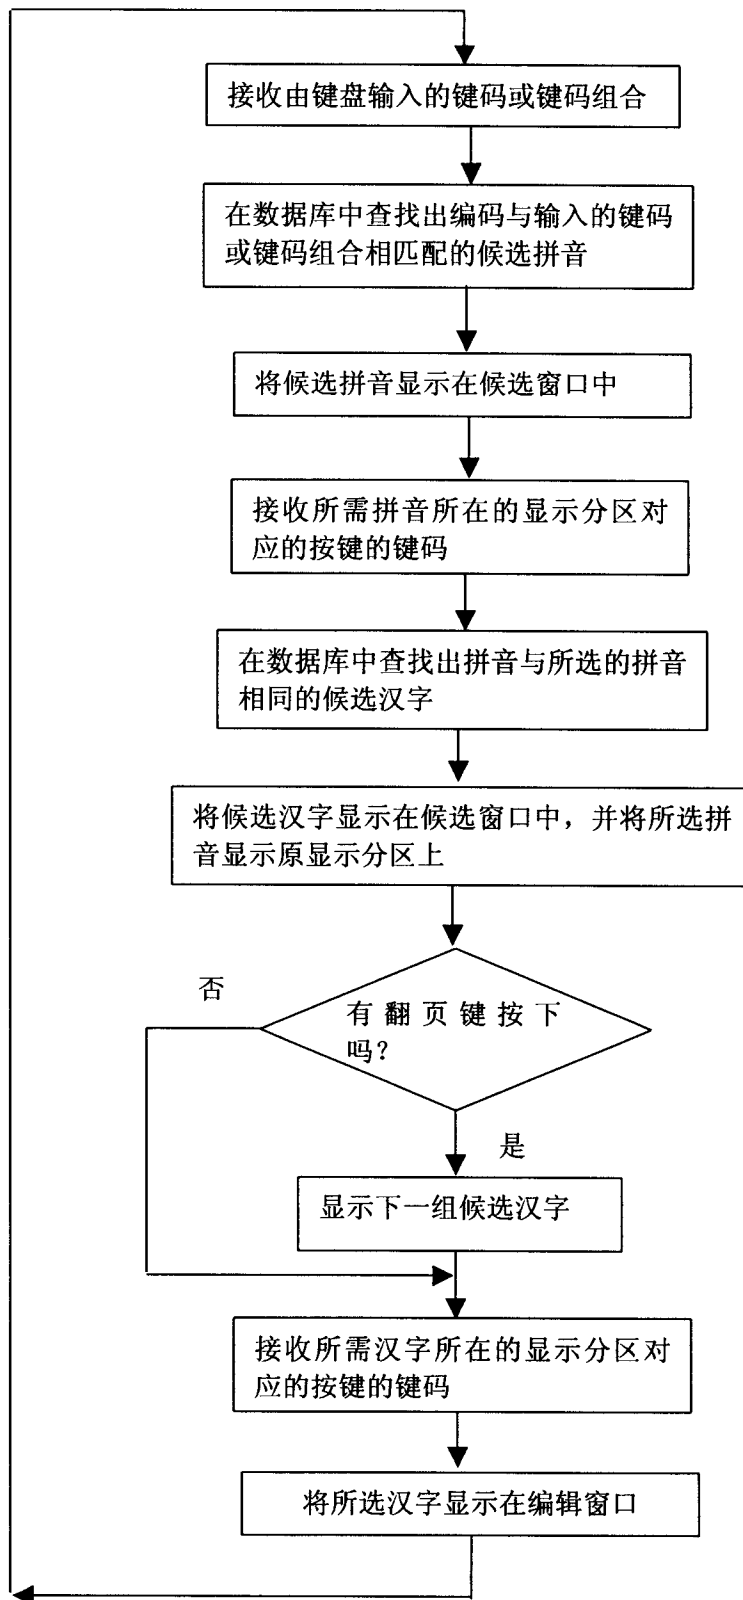 接收由键盘输入的键码或键码组合
在数据库中查找出编码与输入的键码
或键码组合相匹配的候选拼音
将候选拼音显示在候选窗口中
接收所需拼音所在的显示分区对
应的按键的键码
在数据库中查找出拼音与所选的拼音
相同的候选汉字
将候选汉字显示在候选窗口中，并将所选拼
音显示原显示分区上
否
有翻页键按下
吗？
是
显示下一组候选汉字
接收所需汉字所在的显示分区对
应的按键的键码
将所选汉字显示在编辑窗口